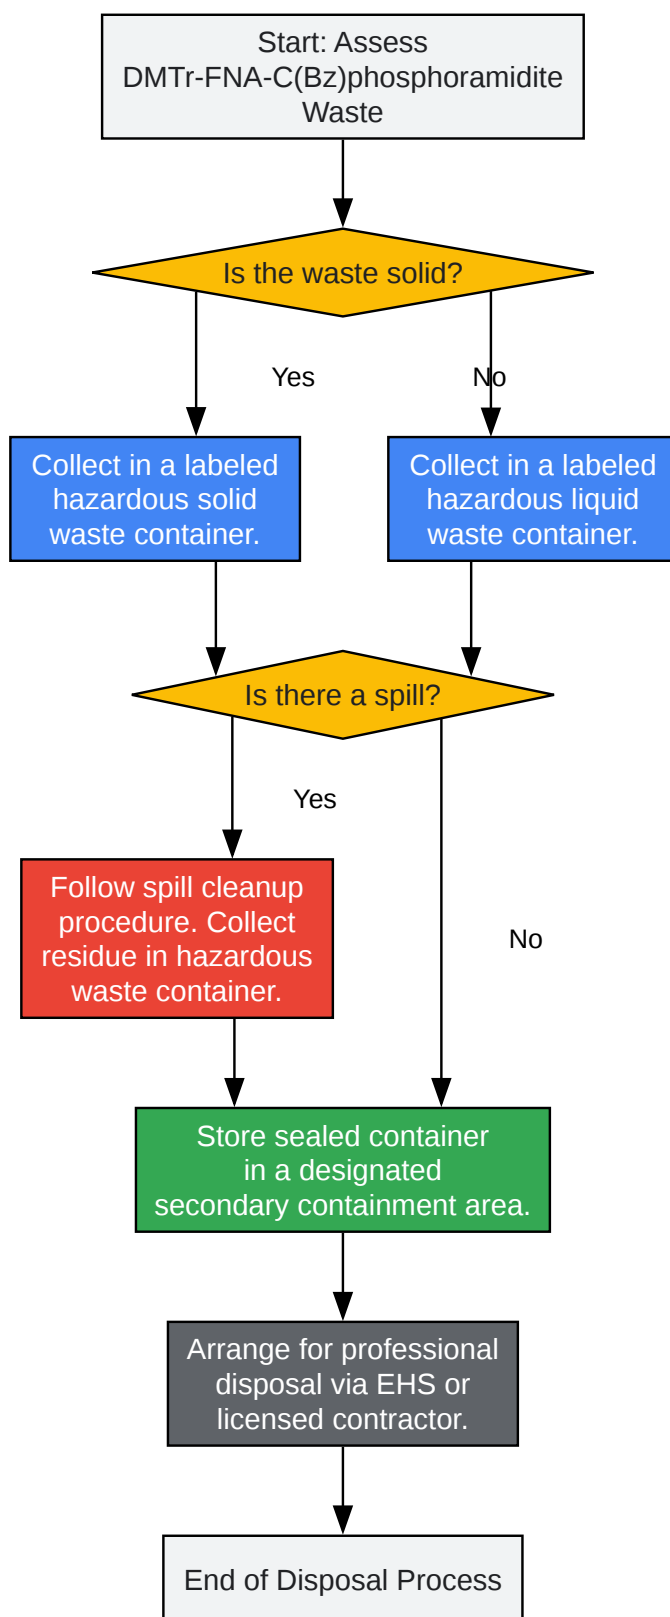 Start: Assess
DMTr-FNA-C(Bz)phosphoramidite
Waste
Is the waste solid?
Yes
No
Collect in a labeled
hazardous solid
waste container.
Collect in a labeled
hazardous liquid
waste container.
Is there a spill?
Yes
Follow spill cleanup
procedure. Collect
residue in hazardous
waste container.
No
Store sealed container
in a designated
secondary containment area.
Arrange for professional
disposal via EHS or
licensed contractor.
End of Disposal Process